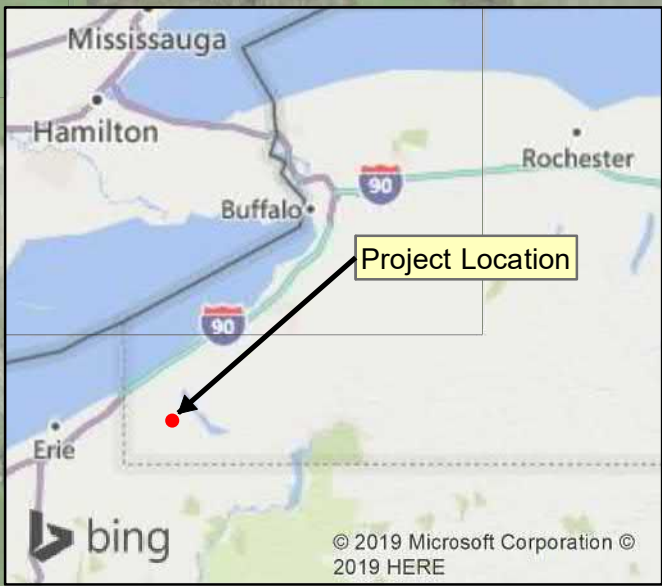 Mississauga
Hamilton
Rochester
90
Buffalo
Project Location
90
Erie
bing
© 2019 Microsoft Corporation ©
2019 HERE